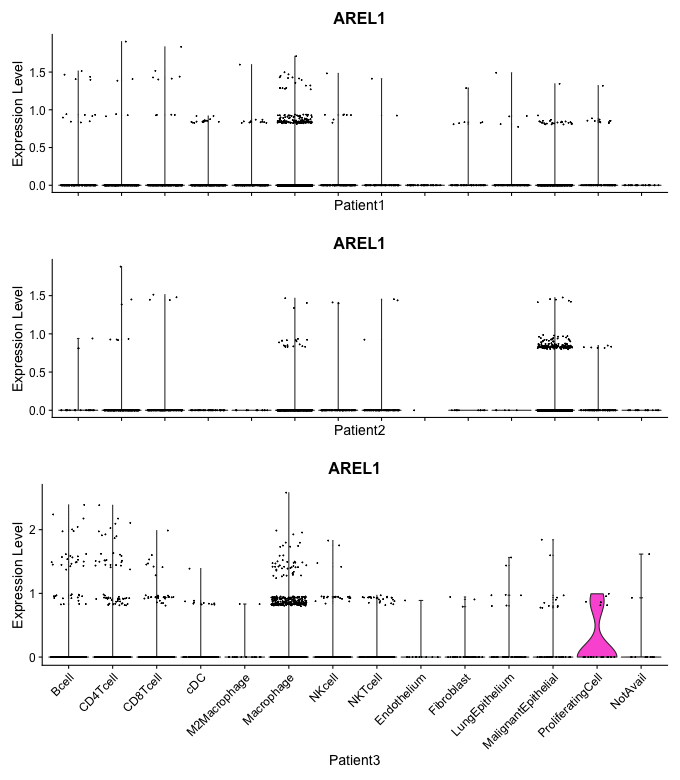 AREL1
Expression Level
1.5
1.0
0.5
0.0
Patient1
AREL1
Expression Level
1.5
1.0
0.5
0.0
Patient2
AREL1
Expression Level
2
1
0
Bcell
CD4Tcell
CD8Tcell
cDC
M2Macrophage
Macrophage
NKcell
NKTcell
Endothelium
Fibroblast
LungEpithelium
MalignantEpithelial
ProliferatingCell
NotAvail
Patient3